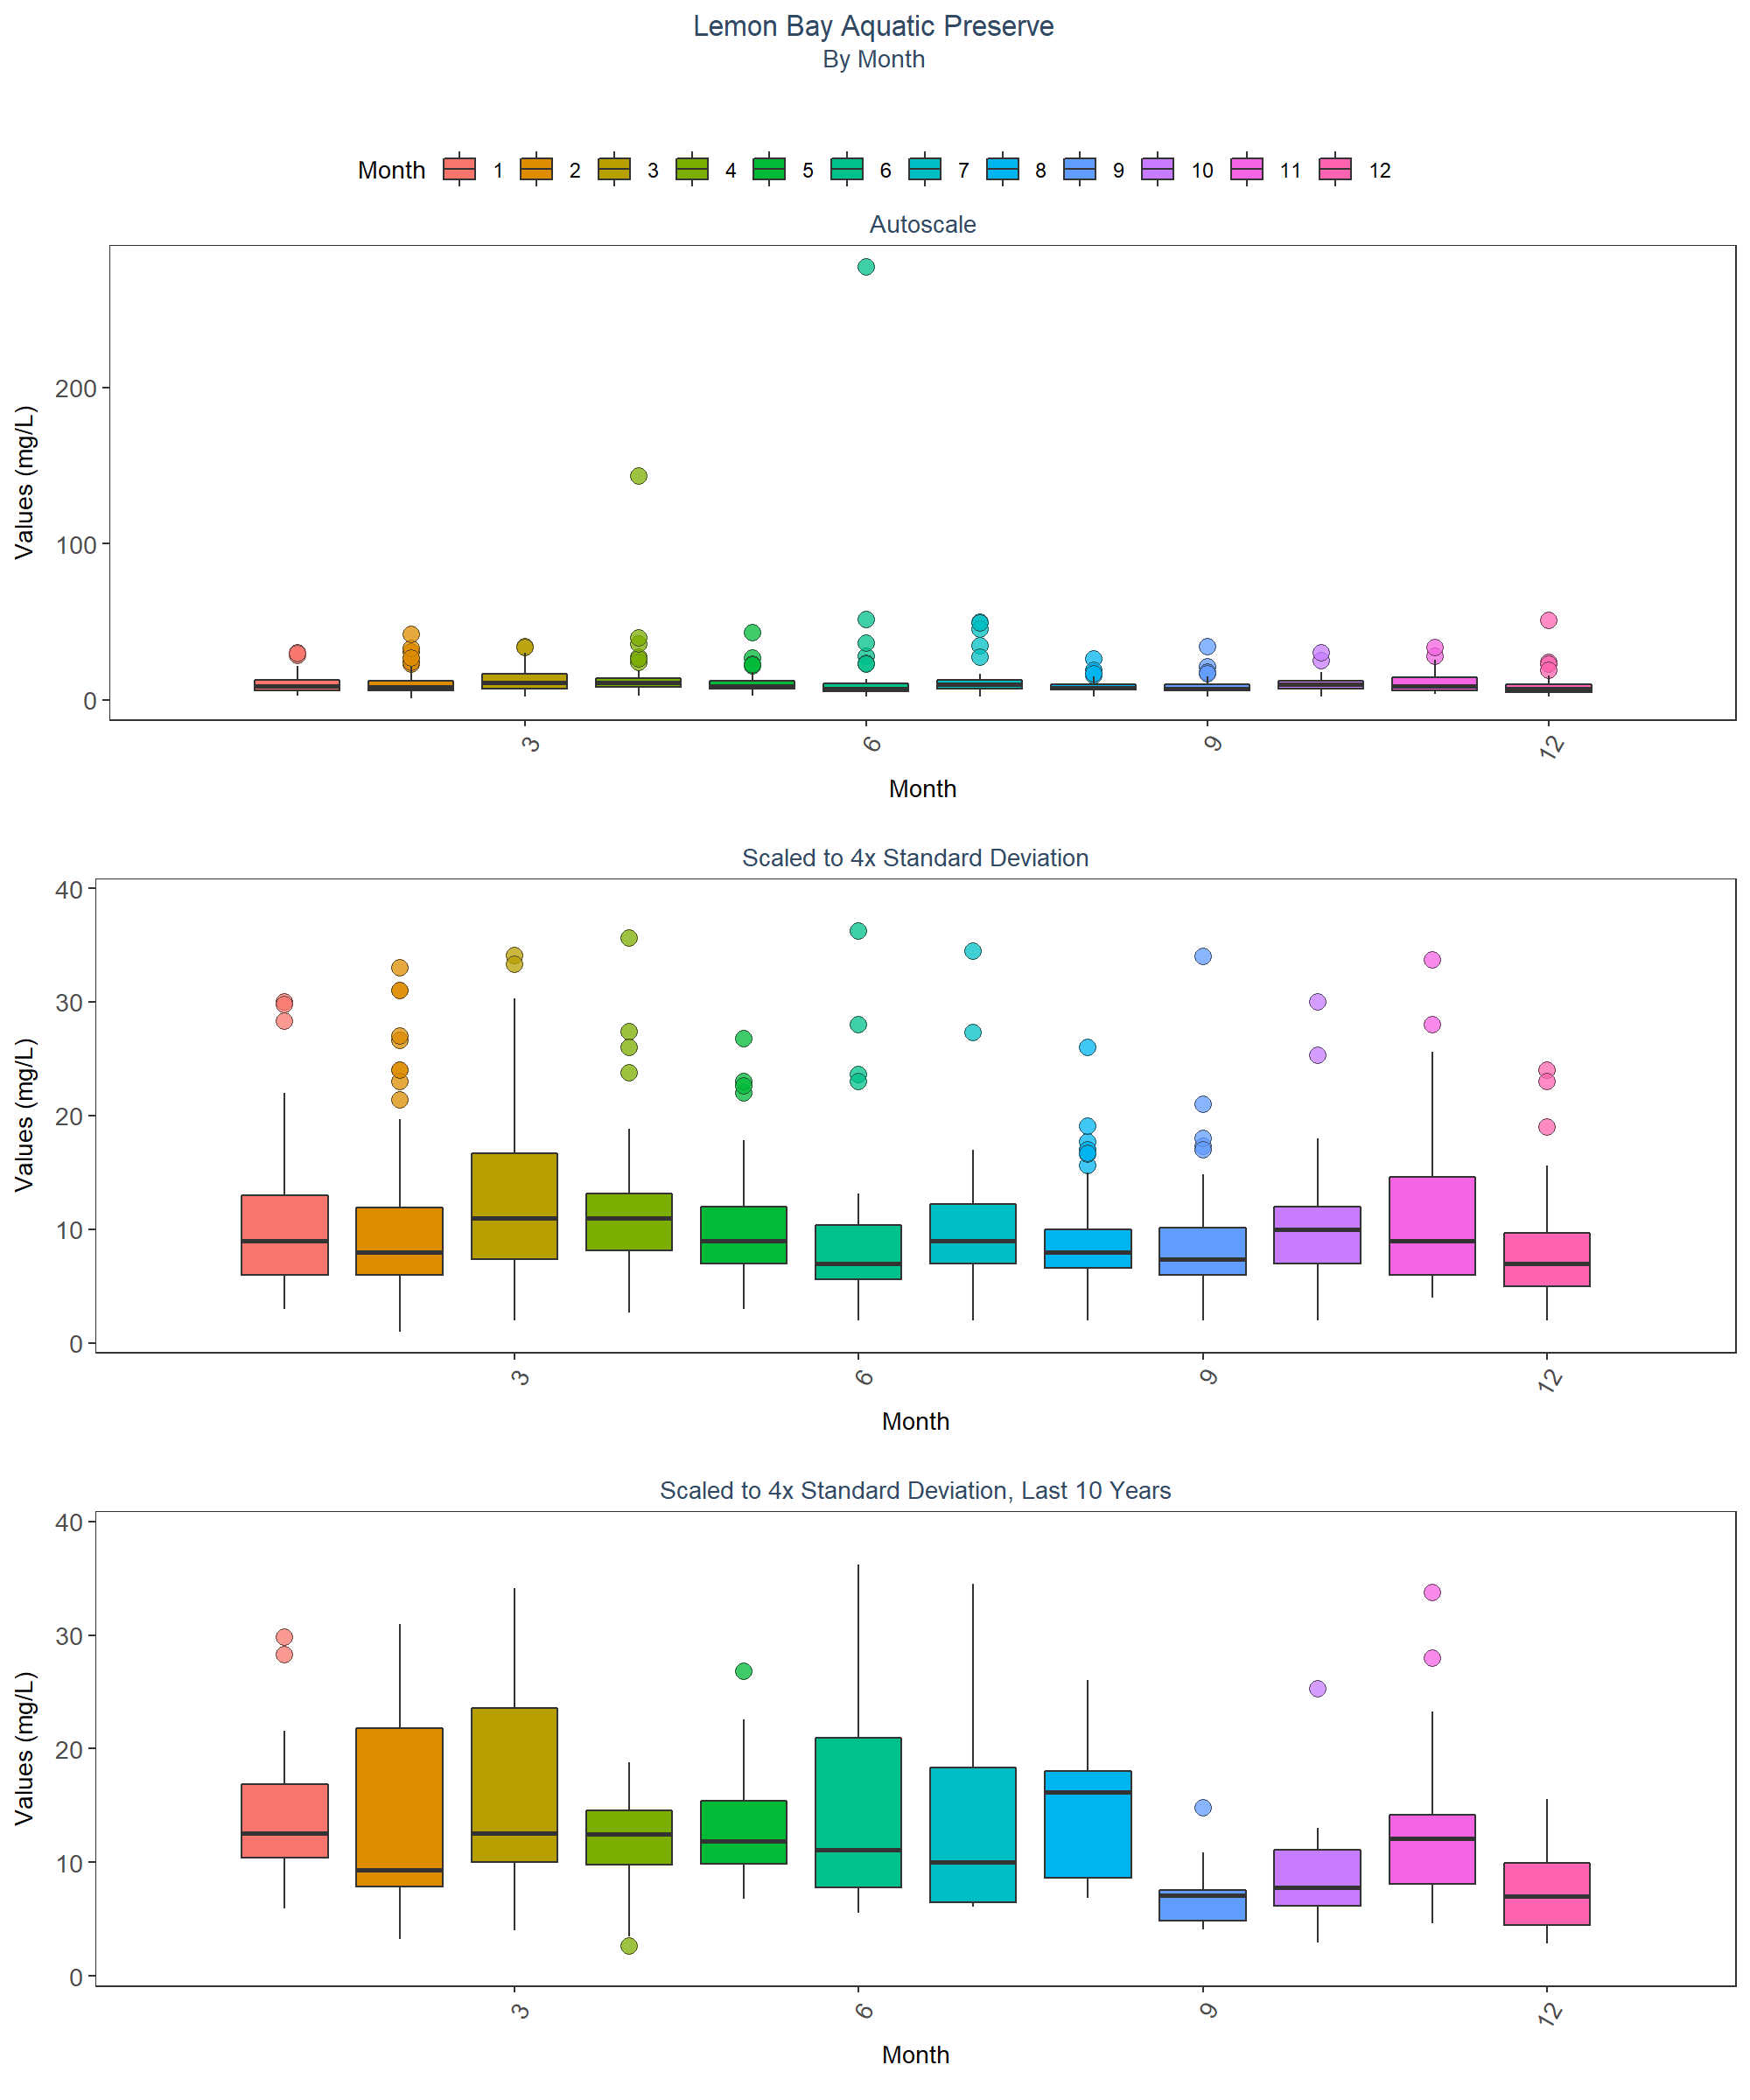 Lemon Bay Aquatic Preserve
By Month
Month 1 2 3 4 5 6 7 8 9 10 11 12
Autoscale
Values (mg/L)
200
100
0
3 6 9 12
Month
Scaled to 4x Standard Deviation
Values (mg/L)
40
30
20
10
0
3 6 9 12
Month
Scaled to 4x Standard Deviation, Last 10 Years
Values (mg/L)
40
30
20
10
0
3 6 9 12
Month